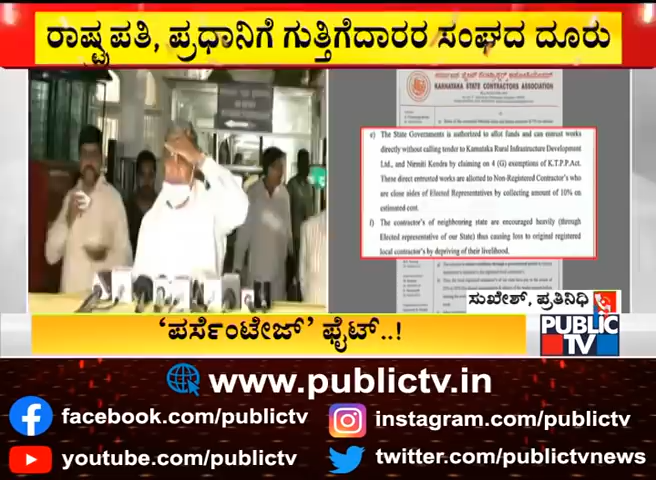 ರಾಷ್ಟ್ರಪತಿ, ಪ್ರಧಾನಿಗೆ ಗುತ್ತಿಗೆದಾರರ ಸಂಘದ ದೂರು
KARNATAKA STATE CONTRACTORS ASSOCIATION
e) The State Governments is authorized to allot funds and can entrust works
directly without calling tender to Karnataka Rural Infrastructure Development
Ltd., and Nirmiti Kendra by claiming on 4 (G) exemptions of K.T.P.P.Act.
These direct entrusted works are allotted to Non-Registered Contractor's who
are close aides of Elected Representatives by collecting amount of 10% on
estimated cost.
f) The contractor's of neighbouring state are encouraged heavily (through
Elected representative of our State) thus causing loss to original registered
local contractor's by depriving of their livelihood.
ಸುಖೇಶ್, ಪ್ರತಿನಿಧಿ
PUBLIC
TV
'ಪರ್ಸೆಂಟೇಜ್' ಫೈಟ್..!
www.publictv.in
facebook.com/publictv
instagram.com/publictv
youtube.com/publictv
twitter.com/publictvnews